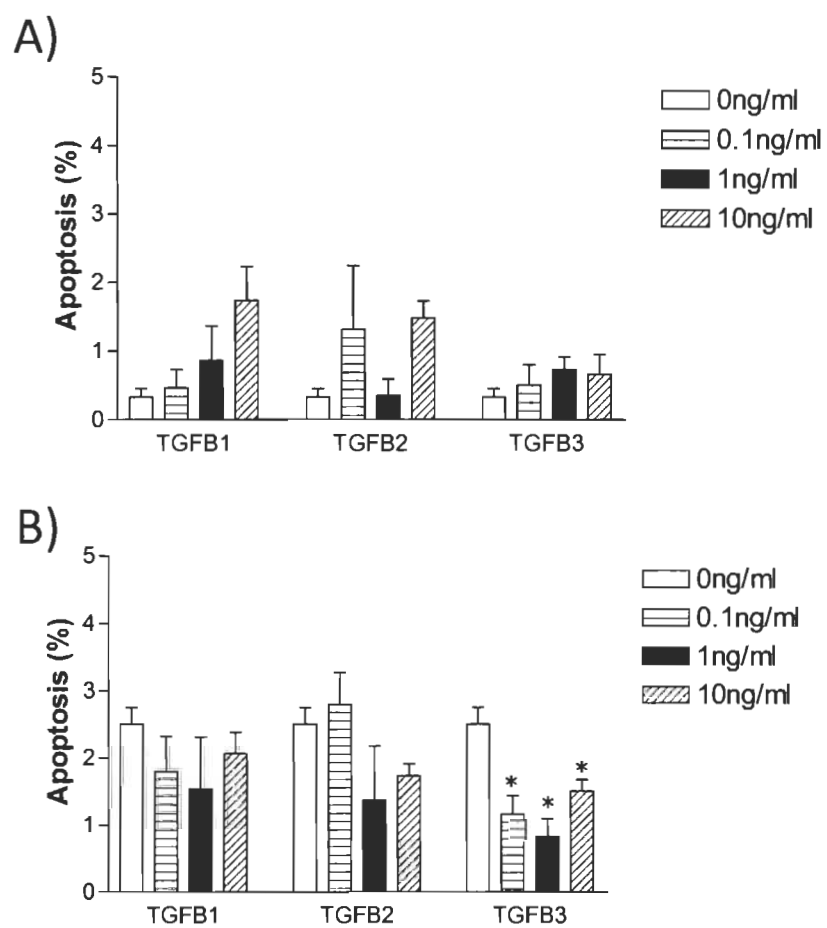 A)
Apoptosis (%)
5
4
3
2
1
0
TGFB1 TGFB2 TGFB3
0ng/ml
0.1ng/ml
1ng/ml
10ng/ml
B)
Apoptosis (%)
5
4
3
2
1
0
* * *
TGFB1 TGFB2 TGFB3
0ng/ml
0.1ng/ml
1ng/ml
10ng/ml